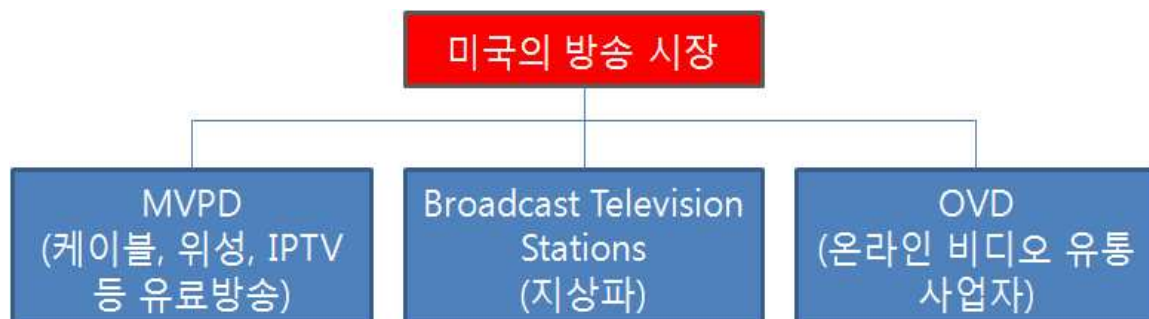 미국의 방송 시장
MVPD
(케이블, 위성, IPTV
등 유료방송)
Broadcast Television
Stations
(지상파)
OVD
(온라인 비디오 유통
사업자)